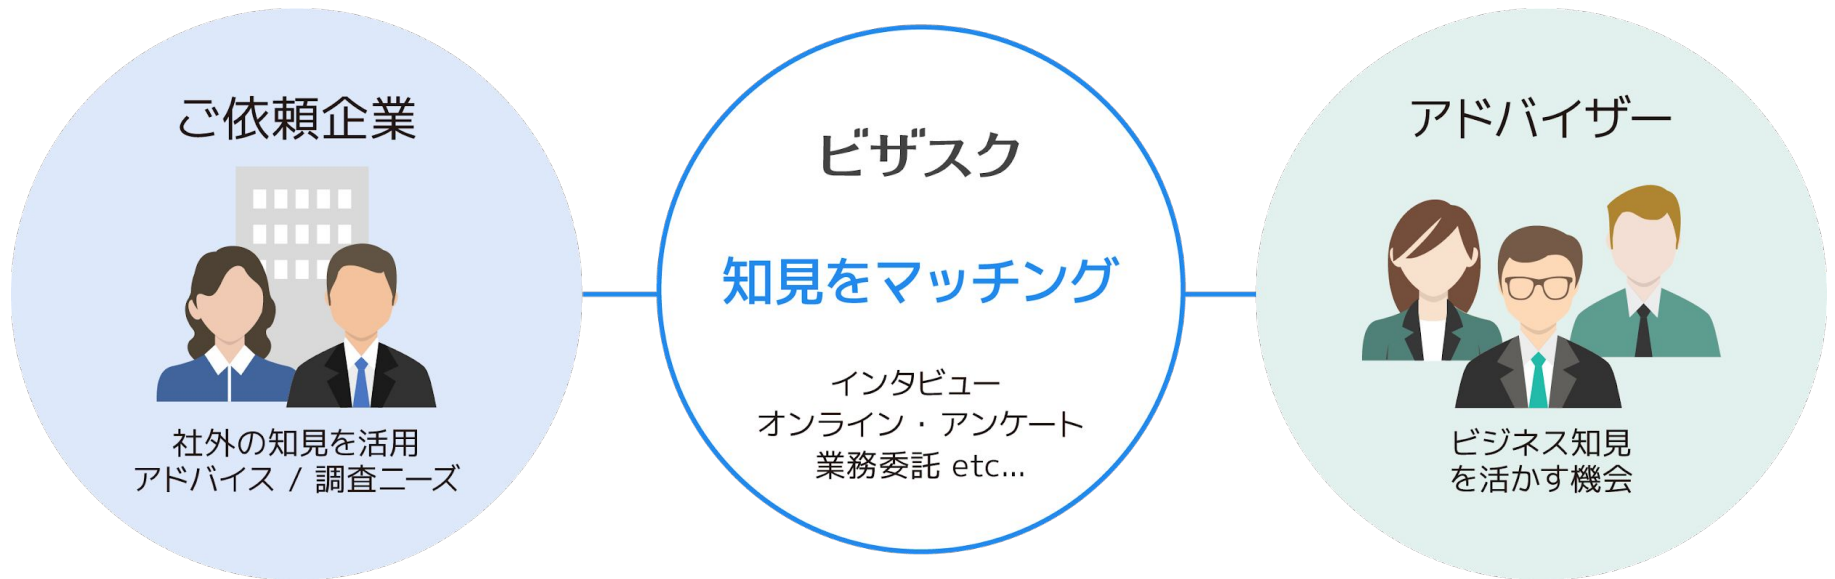 ご依頼企業
社外の知見を活用
アドバイス / 調査ニーズ
ビザスク
知見をマッチング
インタビュー
オンライン・アンケート
業務委託 etc...
アドバイザー
ビジネス知見
を活かす機会